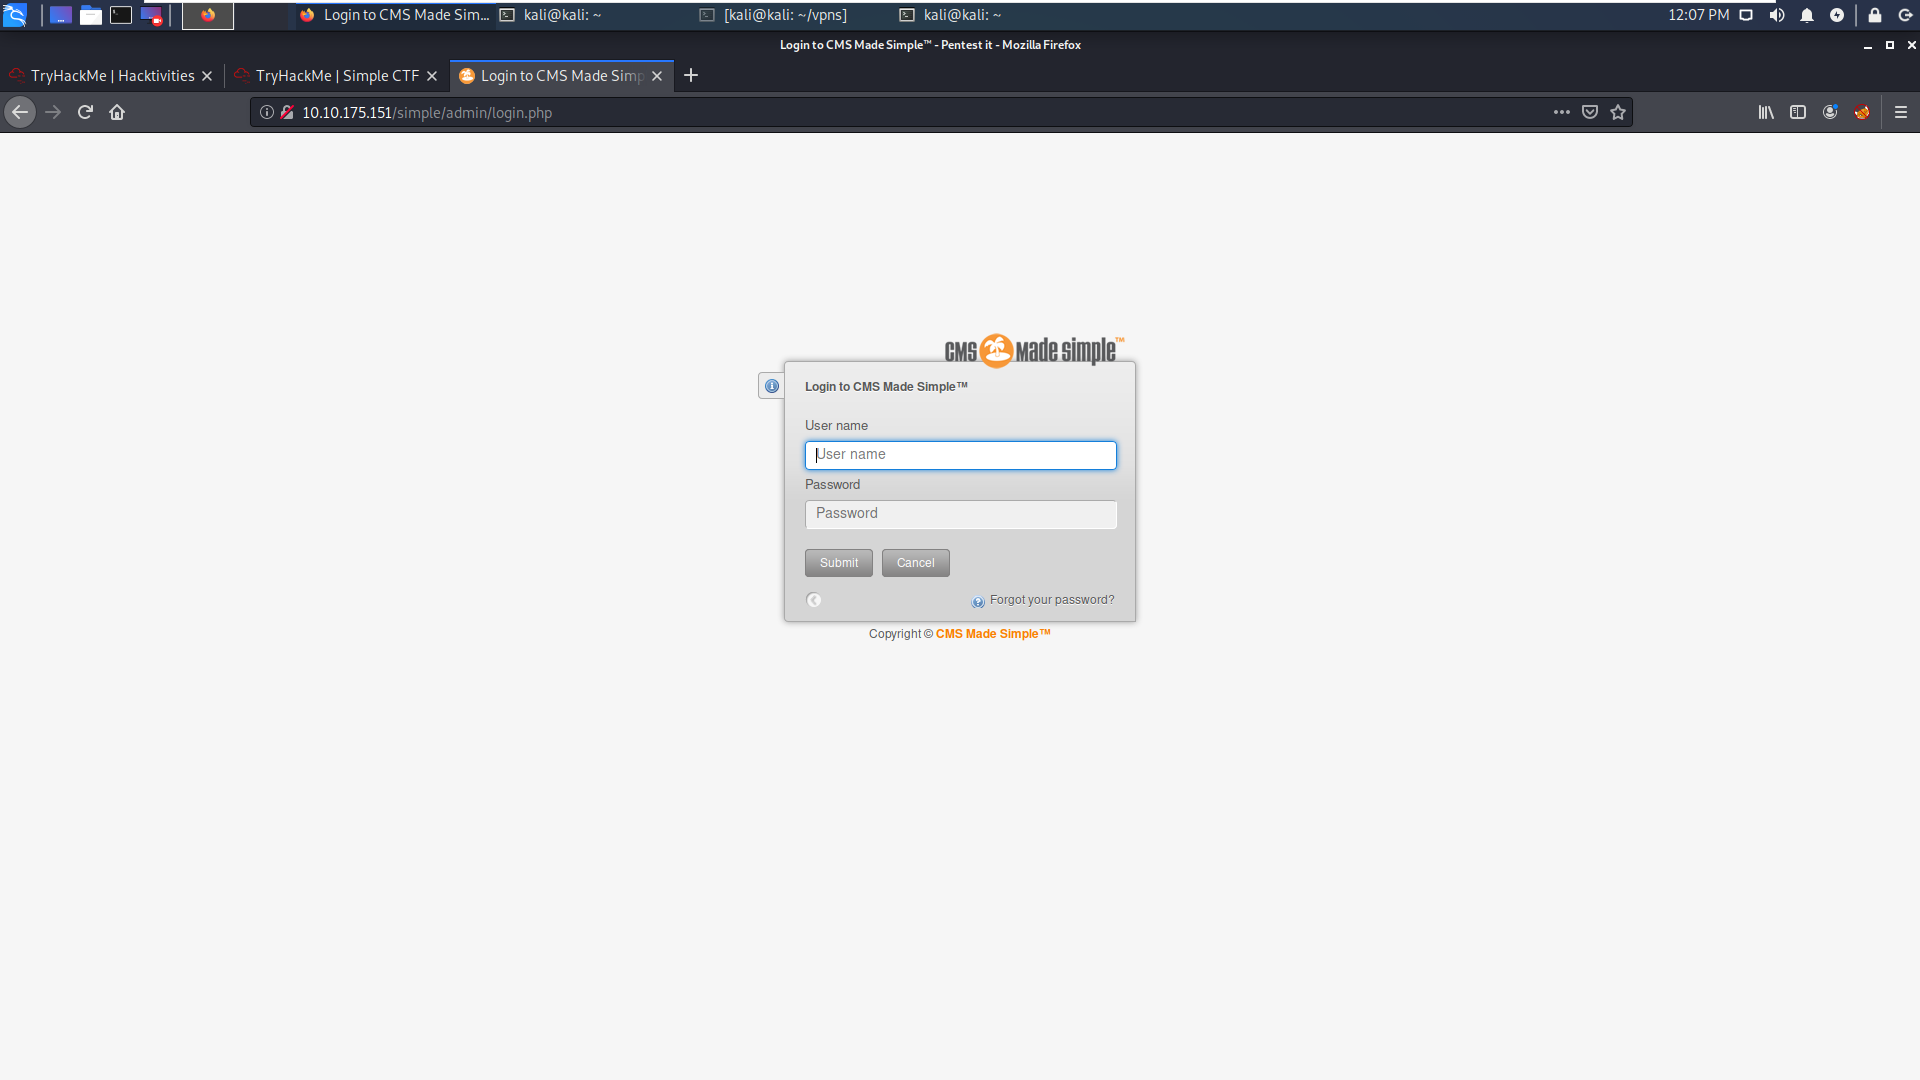 Login to CMS Made Sim... kali@kali: ~ [kali@kali: ~/vpns] kali@kali: ~ 12:07 PM
Login to CMS Made Simple™ - Pentest it - Mozilla Firefox
TryHackMe | Hacktivities TryHackMe | Simple CTF Login to CMS Made Simp
10.10.175.151/simple/admin/login.php
CMS Made simple™
Login to CMS Made Simple™
User name
User name
Password
Password
Submit Cancel
Forgot your password?
Copyright © CMS Made Simple™